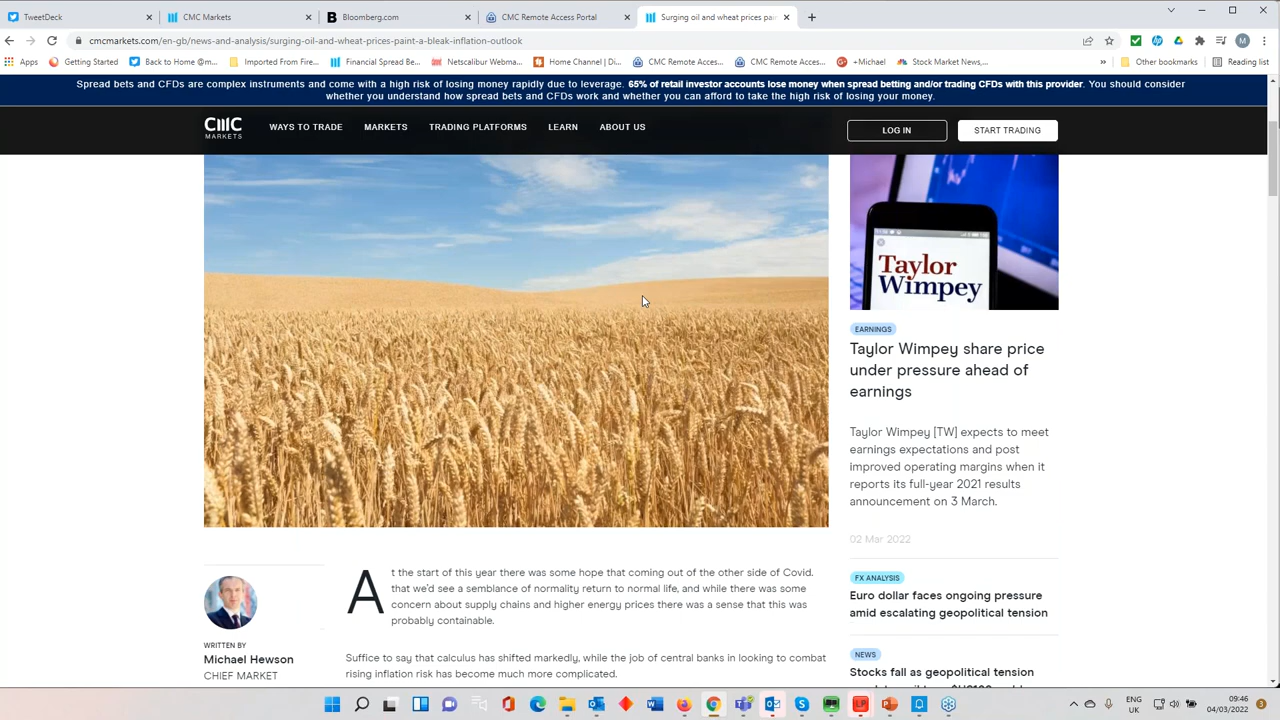 TweetDeck
CMC Markets
Bloomberg.com
CMC Remote Access Portal
Surging oil and wheat prices pain
cmcmarkets.com/en-gb/news-and-analysis/surging-oil-and-wheat-prices-paint-a-bleak-inflation-outlook
M
Apps
Getting Started
Back to Home @m...
Imported From Fire...
Financial Spread Be...
Netscalibur Webma...
Home Channel | Di...
CMC Remote Acces...
CMC Remote Acces...
+Michael
Stock Market News,...
»
Other bookmarks
Reading list
Spread bets and CFDs are complex instruments and come with a high risk of losing money rapidly due to leverage. 65% of retail investor accounts lose money when spread betting and/or trading CFDs with this provider. You should consider
whether you understand how spread bets and CFDs work and whether you can afford to take the high risk of losing your money.
CMC
MARKETS
WAYS TO TRADE
MARKETS
TRADING PLATFORMS
LEARN
ABOUT US
LOG IN
START TRADING
Taylor
Wimpey
EARNINGS
Taylor Wimpey share price
under pressure ahead of
earnings
Taylor Wimpey [TW] expects to meet
earnings expectations and post
improved operating margins when it
reports its full-year 2021 results
announcement on 3 March.
02 Mar 2022
FX ANALYSIS
Euro dollar faces ongoing pressure
amid escalating geopolitical tension
NEWS
Stocks fall as geopolitical tension
At the start of this year there was some hope that coming out of the other side of Covid.
that we'd see a semblance of normality return to normal life, and while there was some
concern about supply chains and higher energy prices there was a sense that this was
probably containable.
Suffice to say that calculus has shifted markedly, while the job of central banks in looking to combat
rising inflation risk has become much more complicated.
WRITTEN BY
Michael Hewson
CHIEF MARKET
ENG
UK
09:46
04/03/2022